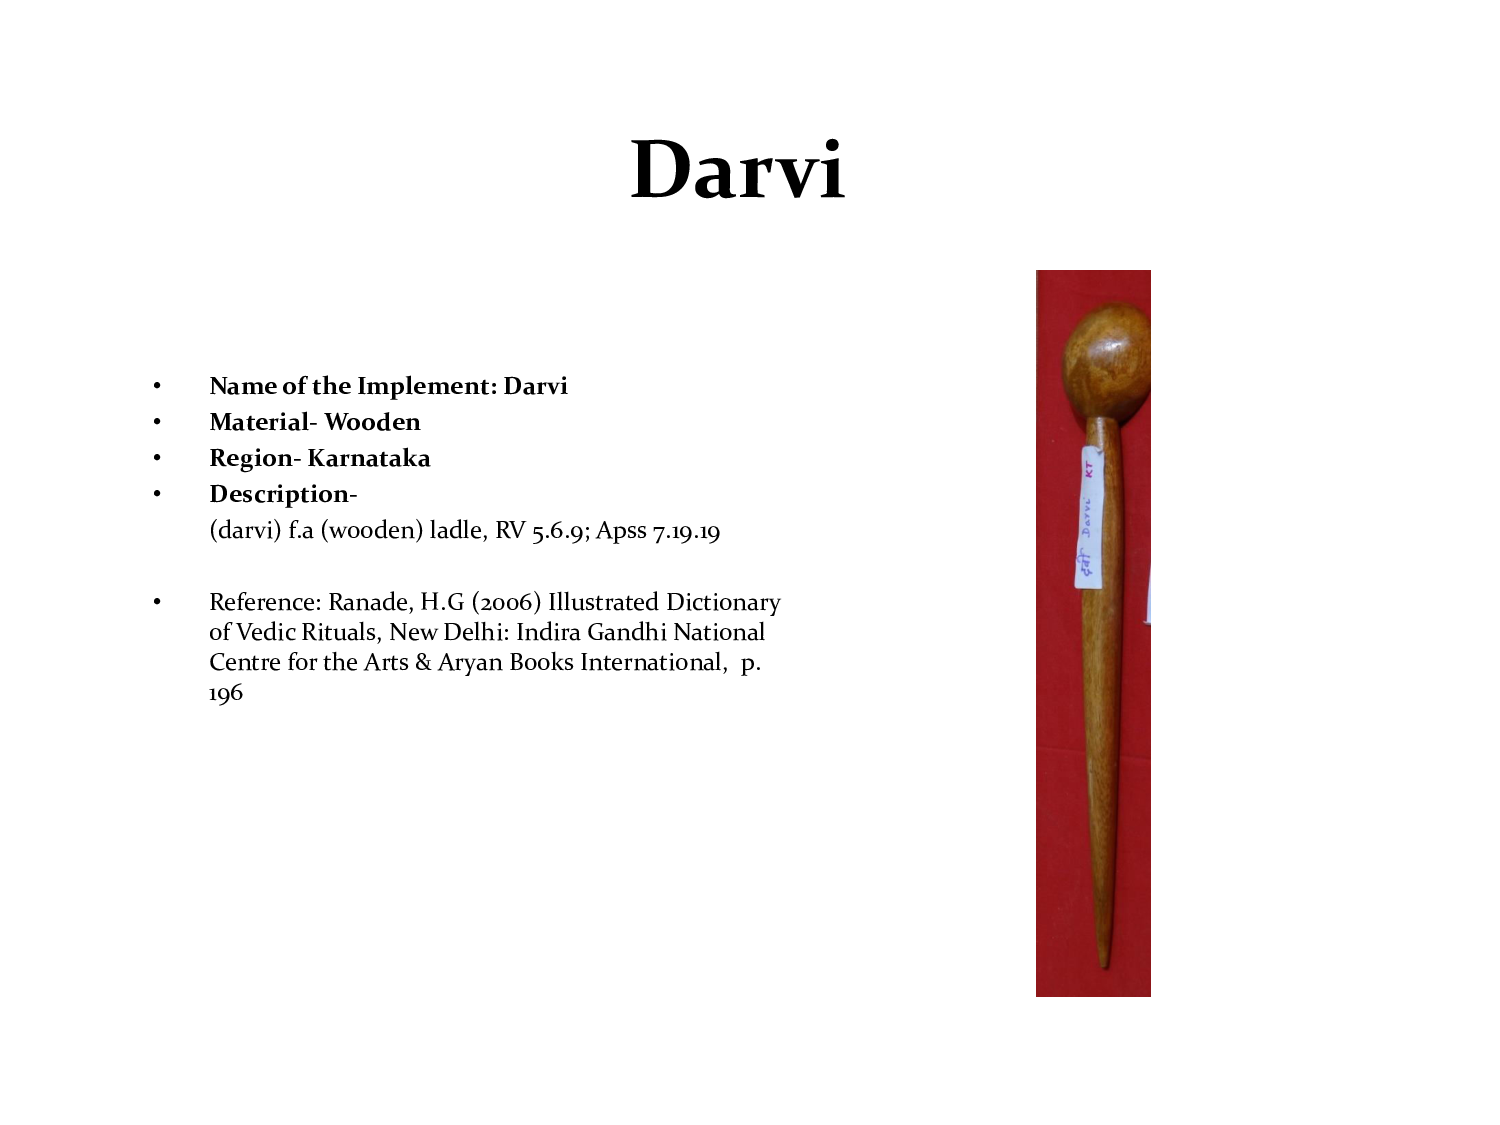 Darvi
• Name of the Implement: Darvi
• Material- Wooden
• Region- Karnataka
• Description-
(darvi) f.a (wooden) ladle, RV 5.6.9; Apss 7.19.19
• Reference: Ranade, H.G (2006) Illustrated Dictionary
of Vedic Rituals, New Delhi: Indira Gandhi National
Centre for the Arts & Aryan Books International, p.
196
दर्वी Darvi KT